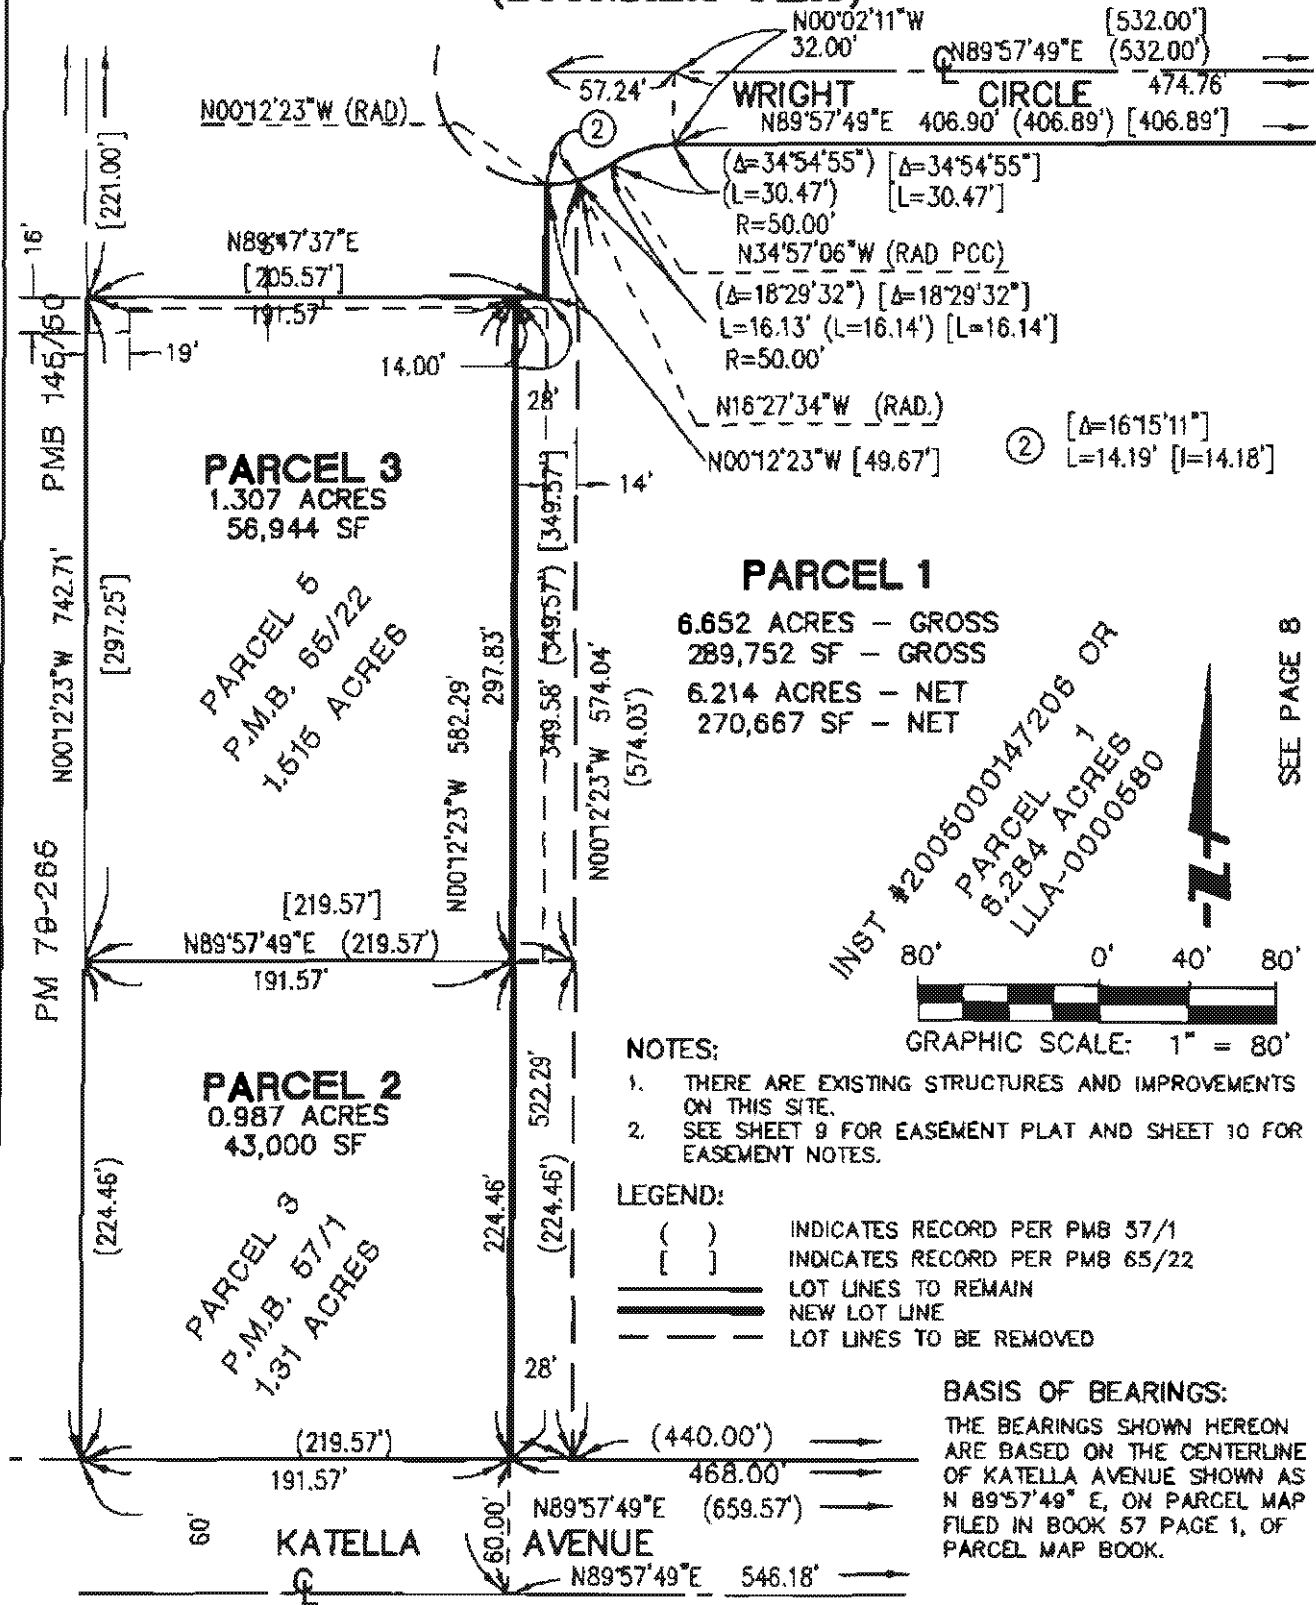 N00°02'11"W
32.00'
[532.00']
N89°57'49"E (532.00')
57.24'
474.76'
WRIGHT CIRCLE
N89°57'49"E 406.90' (406.89') [406.89']
N00°12'23"W (RAD)
2
(Δ=34°54'55") [Δ=34°54'55"]
(L=30.47') [L=30.47']
R=50.00'
N34°57'06"W (RAD PCC)
(Δ=18°29'32") [Δ=18°29'32"]
L=16.13' (L=16.14') [L=16.14']
R=50.00'
N16°27'34"W (RAD.)
N00°12'23"W [49.67']
2
[Δ=16°15'11"]
L=14.19' [l=14.18']
[221.00']
16'
N89°47'37"E
5'
[205.57']
191.57'
19'
14.00'
28'
14'
PMB 145/50
PARCEL 3
1.307 ACRES
56,944 SF
PARCEL 5
P.M.B. 65/22
1.515 ACRES
N00°12'23"W 742.71'
[297.25']
N00°12'23"W 582.29'
297.83'
349.58' (349.57') [349.57']
N00°12'23"W 574.04'
(574.03')
PARCEL 1
6.652 ACRES – GROSS
289,752 SF – GROSS
6.214 ACRES – NET
270,667 SF – NET
INST #2005000147206 OR
PARCEL 1
6.284 ACRES
LLA-0000580
SEE PAGE 8
PM 79-265
[219.57']
N89°57'49"E (219.57')
191.57'
80' 0' 40' 80'
GRAPHIC SCALE: 1" = 80'
PARCEL 2
0.987 ACRES
43,000 SF
PARCEL 3
P.M.B. 57/1
1.31 ACRES
(224.46')
224.46'
522.29'
(224.46')
28'
NOTES:
1. THERE ARE EXISTING STRUCTURES AND IMPROVEMENTS
ON THIS SITE.
2. SEE SHEET 9 FOR EASEMENT PLAT AND SHEET 10 FOR
EASEMENT NOTES.
LEGEND:
( ) INDICATES RECORD PER PMB 57/1
[ ] INDICATES RECORD PER PMB 65/22
LOT LINES TO REMAIN
NEW LOT LINE
LOT LINES TO BE REMOVED
BASIS OF BEARINGS:
THE BEARINGS SHOWN HEREON
ARE BASED ON THE CENTERLINE
OF KATELLA AVENUE SHOWN AS
N 89°57'49" E, ON PARCEL MAP
FILED IN BOOK 57 PAGE 1, OF
PARCEL MAP BOOK.
(219.57')
191.57'
(440.00')
468.00'
N89°57'49"E (659.57')
60'
60.00'
KATELLA AVENUE
N89°57'49"E 546.18'